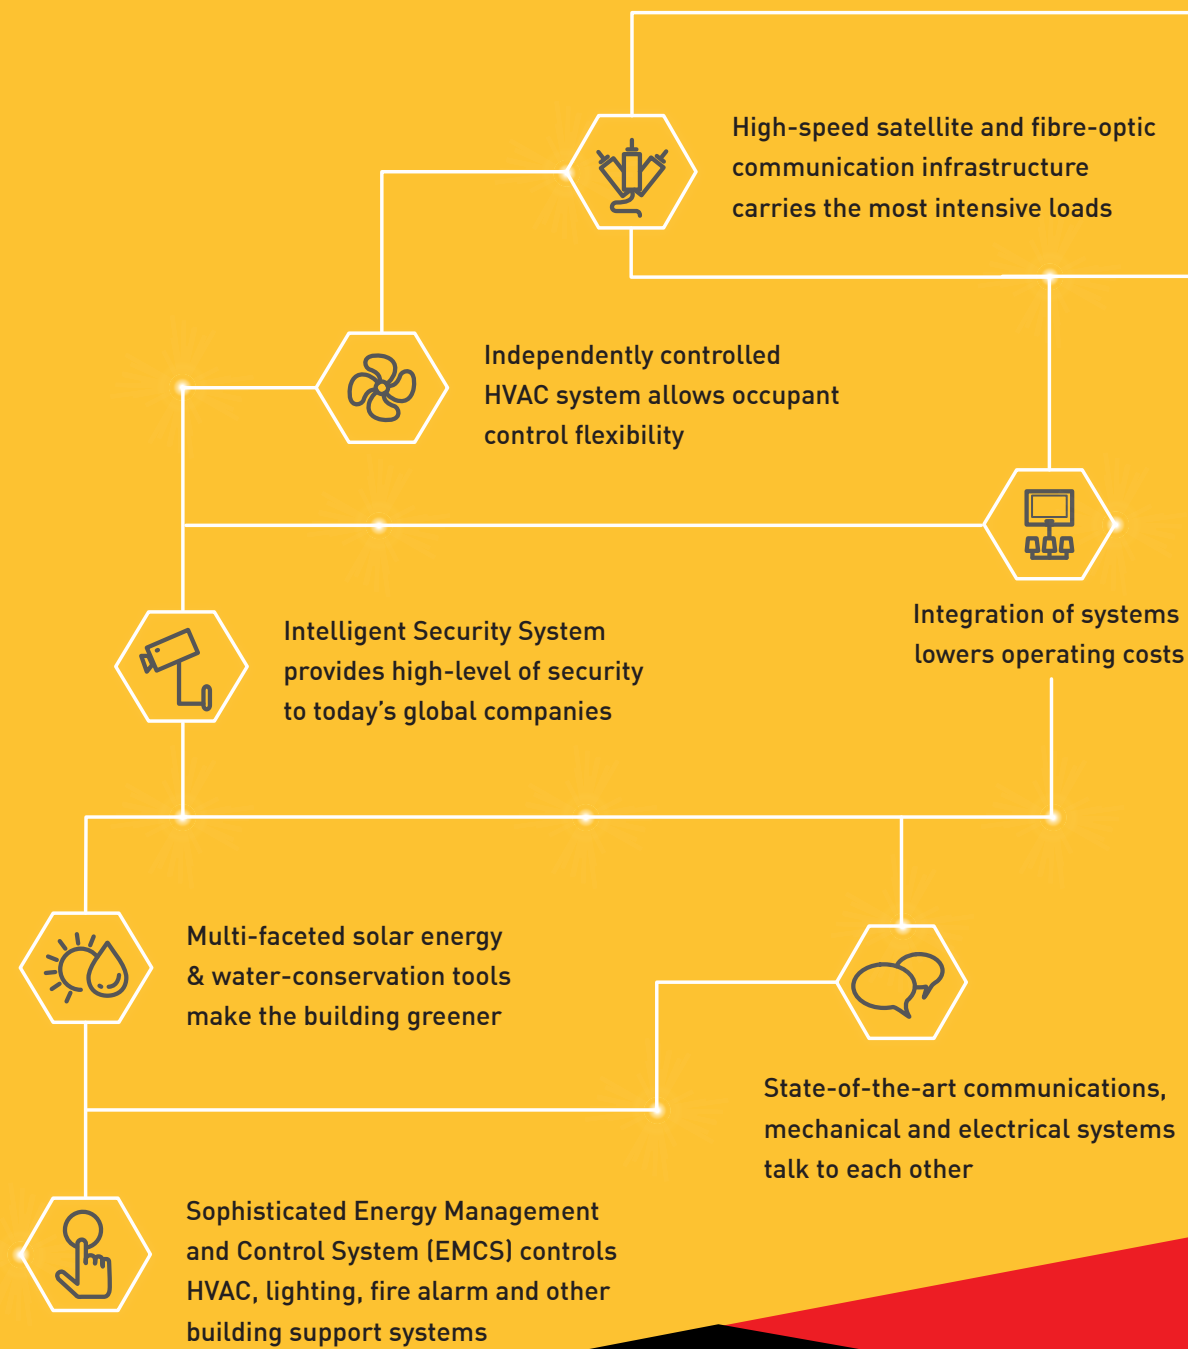 High-speed satellite and fibre-optic
communication infrastructure
carries the most intensive loads
Independently controlled
HVAC system allows occupant
control flexibility
Integration of systems
lowers operating costs
Intelligent Security System
provides high-level of security
to today's global companies
Multi-faceted solar energy
& water-conservation tools
make the building greener
State-of-the-art communications,
mechanical and electrical systems
talk to each other
Sophisticated Energy Management
and Control System (EMCS) controls
HVAC, lighting, fire alarm and other
building support systems